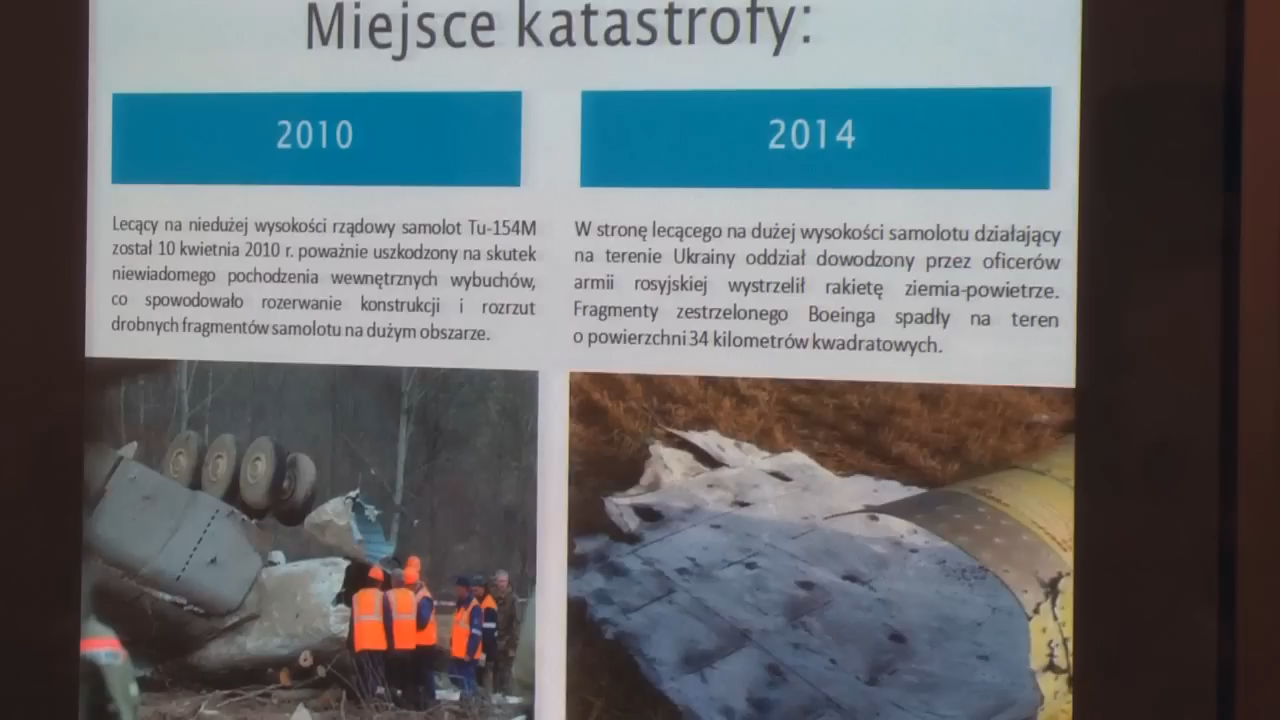 Miejsce katastrofy:
2010
Lecący na niedużej wysokości rządowy samolot Tu-154M
został 10 kwietnia 2010 r. poważnie uszkodzony na skutek
niewiadomego pochodzenia wewnętrznych wybuchów,
co spowodowało rozerwanie konstrukcji i rozrzut
drobnych fragmentów samolotu na dużym obszarze.
2014
W stronę lecącego na dużej wysokości samolotu działający
na terenie Ukrainy oddział dowodzony przez oficerów
armii rosyjskiej wystrzelił rakietę ziemia-powietrze.
Fragmenty zestrzelonego Boeinga spadły na teren
o powierzchni 34 kilometrów kwadratowych.